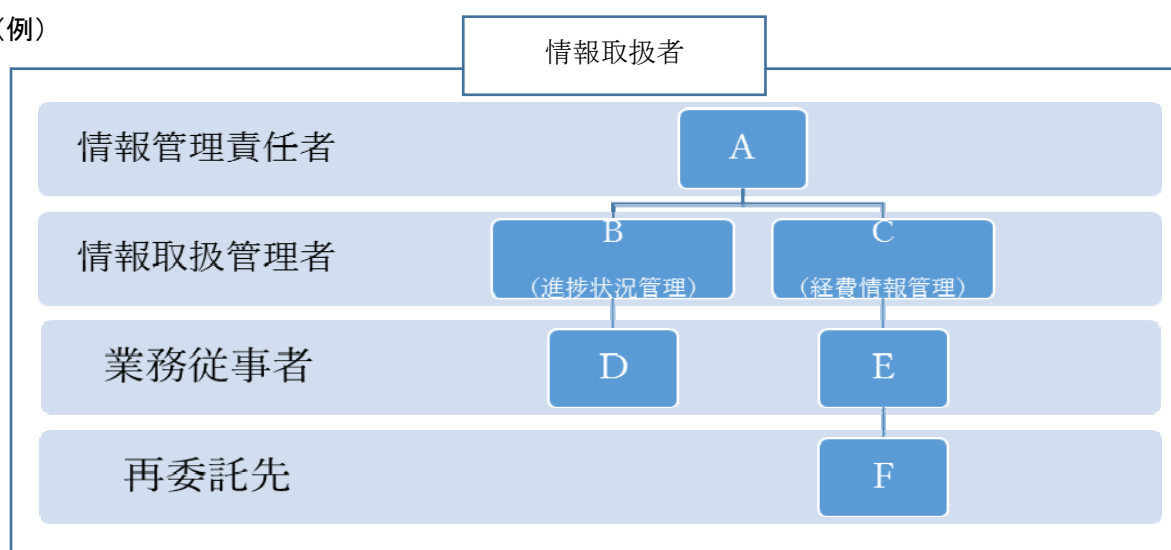 (例)
情報取扱者
情報管理責任者
A
情報取扱管理者
B
(進捗状況管理)
C
(経費情報管理)
業務従事者
D
E
再委託先
F